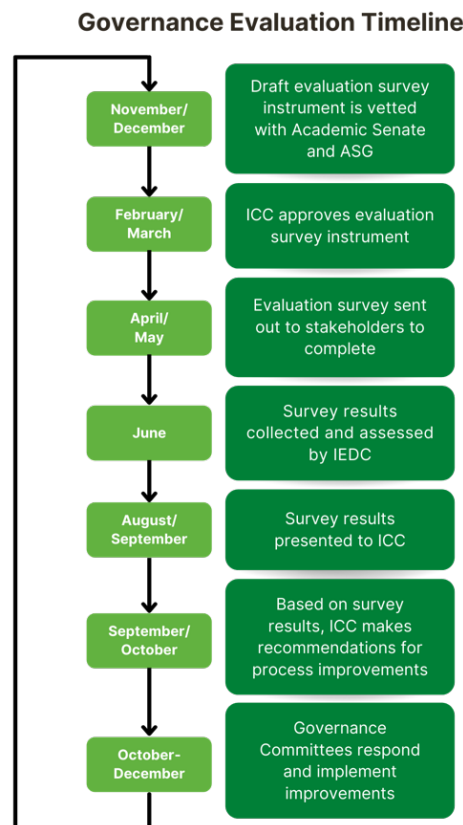 Governance Evaluation Timeline
November/
December
Draft evaluation survey
instrument is vetted
with Academic Senate
and ASG
February/
March
ICC approves evaluation
survey instrument
April/
May
Evaluation survey sent
out to stakeholders to
complete
June
Survey results
collected and assessed
by IEDC
August/
September
Survey results
presented to ICC
September/
October
Based on survey
results, ICC makes
recommendations for
process improvements
October-
December
Governance
Committees respond
and implement
improvements